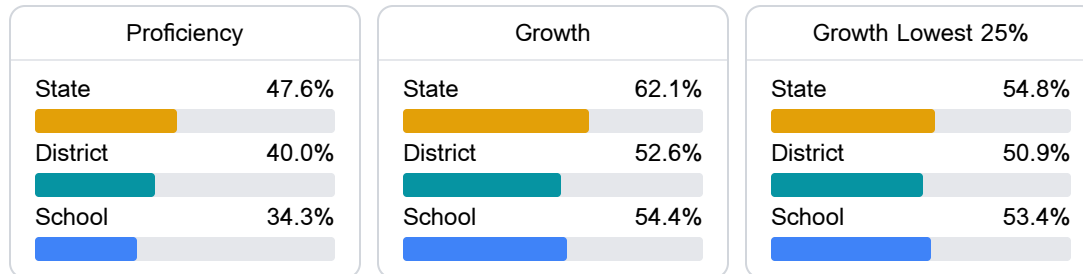 Proficiency
State 47.6%
District 40.0%
School 34.3%
Growth
State 62.1%
District 52.6%
School 54.4%
Growth Lowest 25%
State 54.8%
District 50.9%
School 53.4%